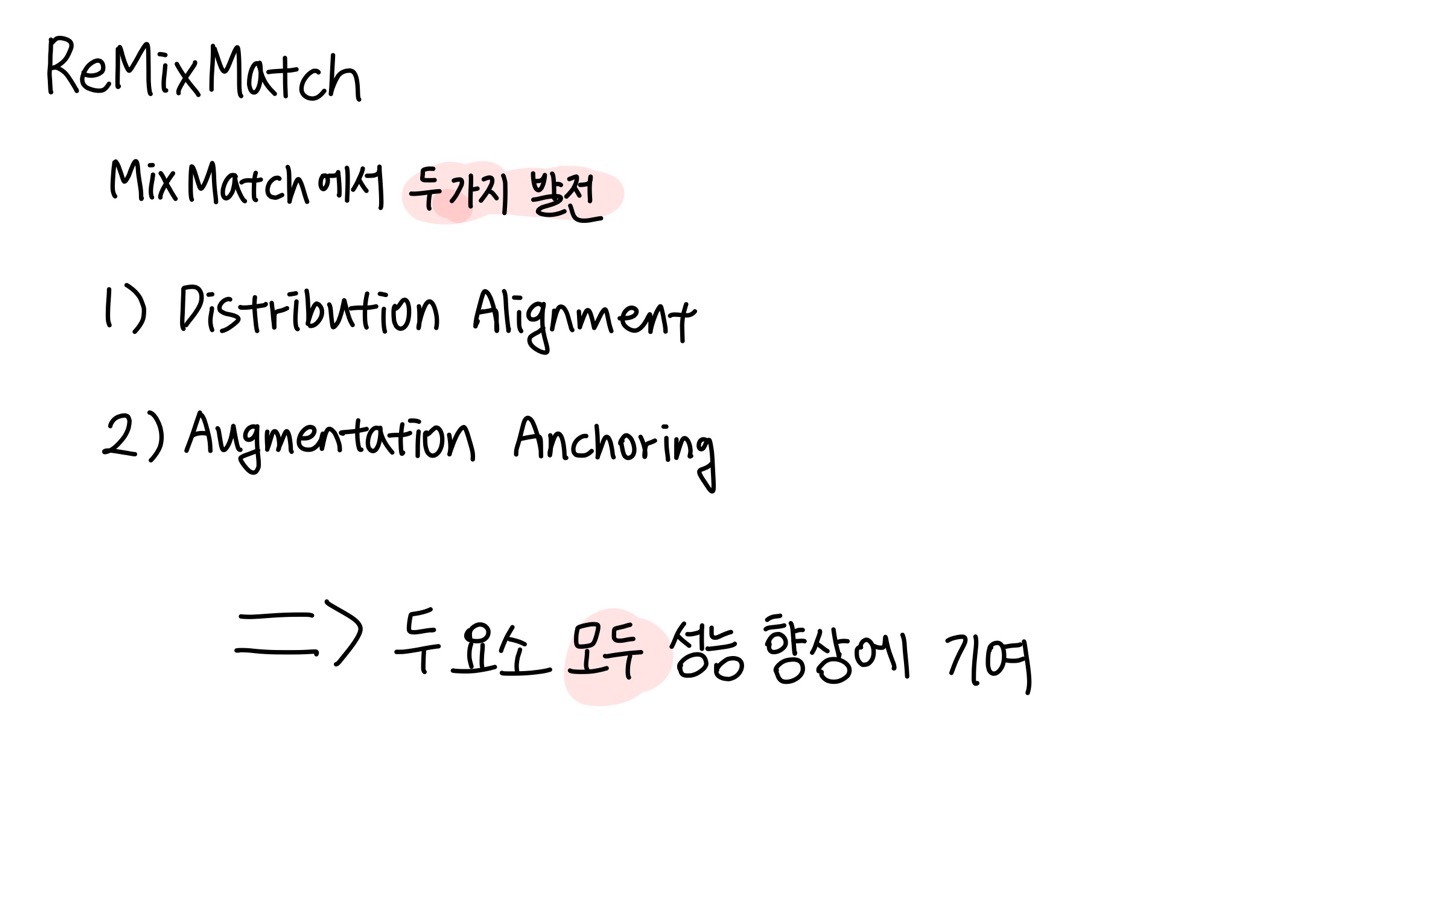 ReMixMatch
MixMatch에서 두가지 발전
1) Distribution Alignment
2) Augmentation Anchoring
=> 두 요소 모두 성능 향상에 기여